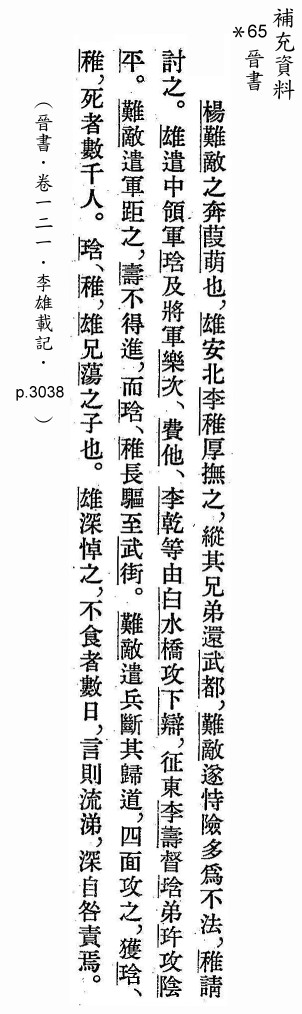 補充資料
*65 晉書
楊難敵之奔葭萌也，雄安北李稚厚撫之，縱其兄弟還武都，難敵遂恃險多為不法，稚請
討之。雄遣中領軍琀及將軍樂次、費他、李乾等由白水橋攻下辯，征東李壽督琀弟玝攻陰
平。難敵遣軍距之，壽不得進，而琀、稚長驅至武街。難敵遣兵斷其歸道，四面攻之，獲琀、
稚，死者數千人。琀、稚，雄兄蕩之子也。雄深悼之，不食者數日，言則流涕，深自咎責焉。
（晉書・卷一二一・李雄載記・p.3038）